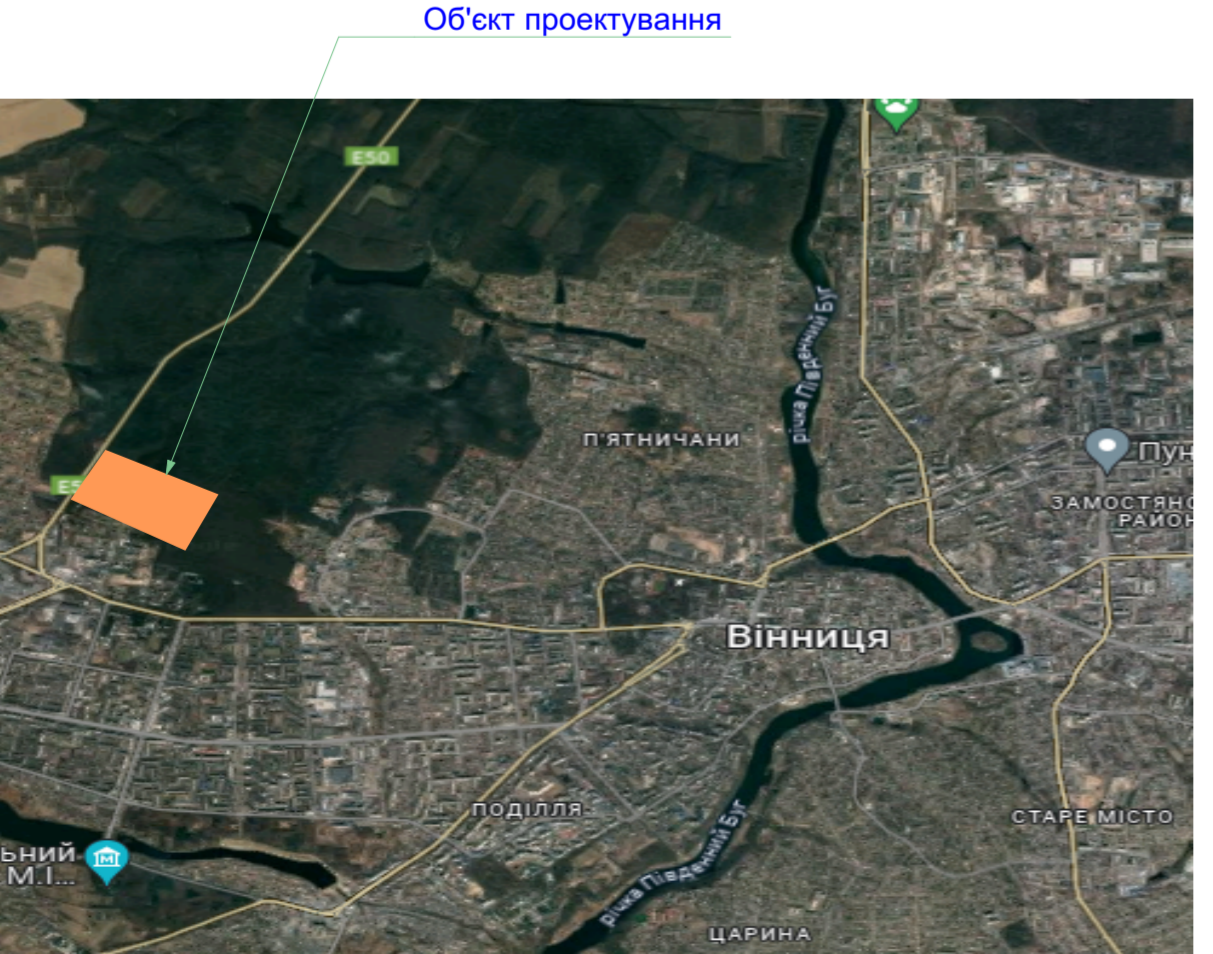 Об'єкт проектування
E50
річка Південний Буг
П'ЯТНИЧАНИ
Пун
E5
ЗАМОСТЯНС
РАЙОН
Вінниця
ПОДІЛЛЯ
СТАРЕ МІСТО
ЬНИЙ
М.І...
річка Південний Буг
ЦАРИНА